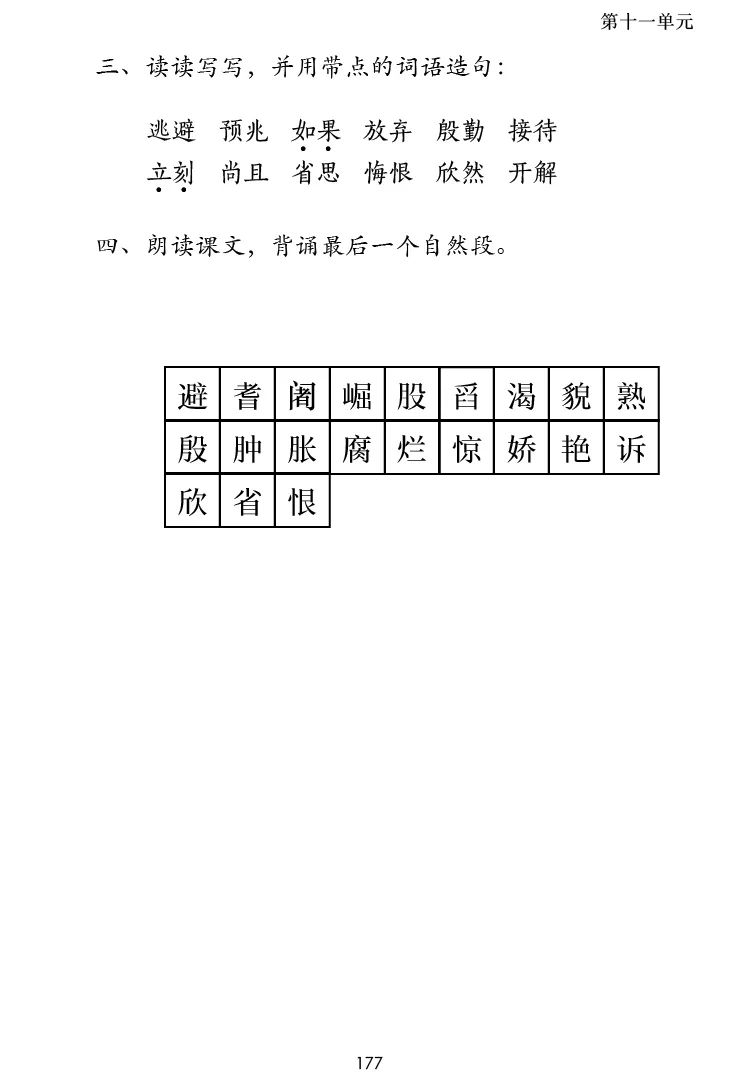 第十一单元
三、读读写写，并用带点的词语造句：
逃避 预兆 如果 放弃 殷勤 接待
立刻 尚且 省思 悔恨 欣然 开解
四、朗读课文，背诵最后一个自然段。
避 耆 阇 崛 股 舀 渴 貌 熟
殷 肿 胀 腐 烂 惊 娇 艳 诉
欣 省 恨
177